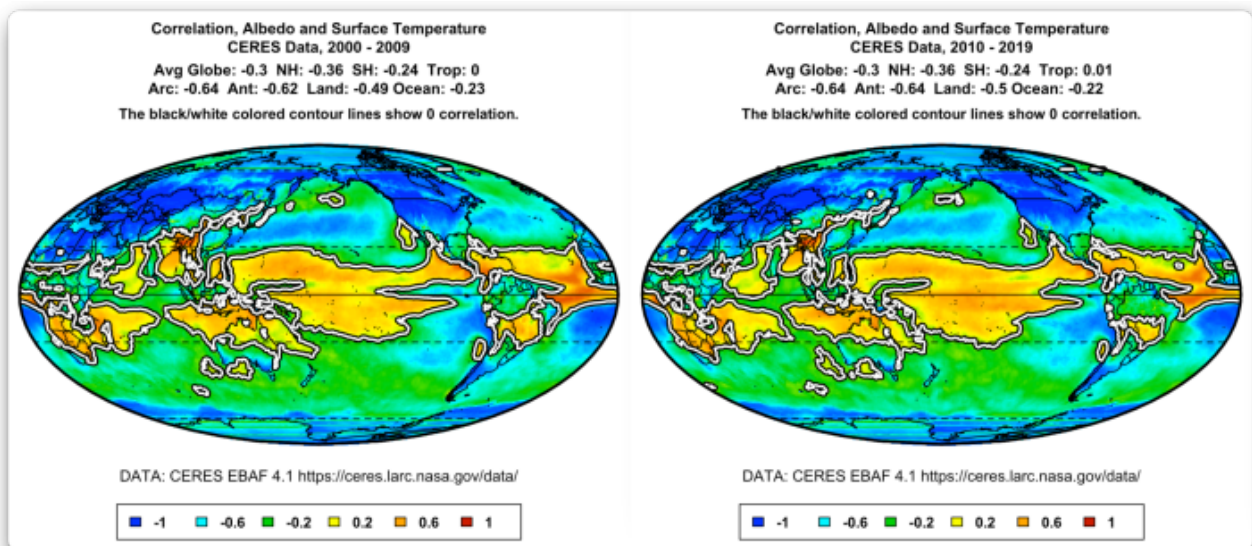 Correlation, Albedo and Surface Temperature
CERES Data, 2000 - 2009
Avg Globe: -0.3 NH: -0.36 SH: -0.24 Trop: 0
Arc: -0.64 Ant: -0.62 Land: -0.49 Ocean: -0.23
The black/white colored contour lines show 0 correlation.
DATA: CERES EBAF 4.1 https://ceres.larc.nasa.gov/data/
-1 -0.6 -0.2 0.2 0.6 1
Correlation, Albedo and Surface Temperature
CERES Data, 2010 - 2019
Avg Globe: -0.3 NH: -0.36 SH: -0.24 Trop: 0.01
Arc: -0.64 Ant: -0.64 Land: -0.5 Ocean: -0.22
The black/white colored contour lines show 0 correlation.
DATA: CERES EBAF 4.1 https://ceres.larc.nasa.gov/data/
-1 -0.6 -0.2 0.2 0.6 1